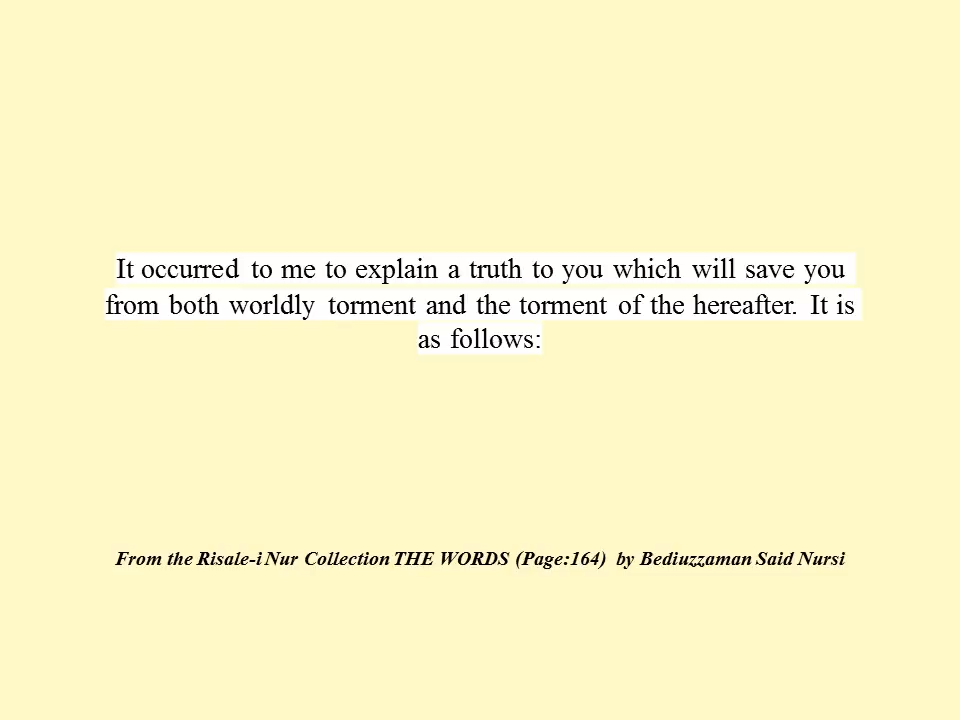 It occurred to me to explain a truth to you which will save you
from both worldly torment and the torment of the hereafter. It is
as follows:
From the Risale-i Nur Collection THE WORDS (Page:164) by Bediuzzaman Said Nursi